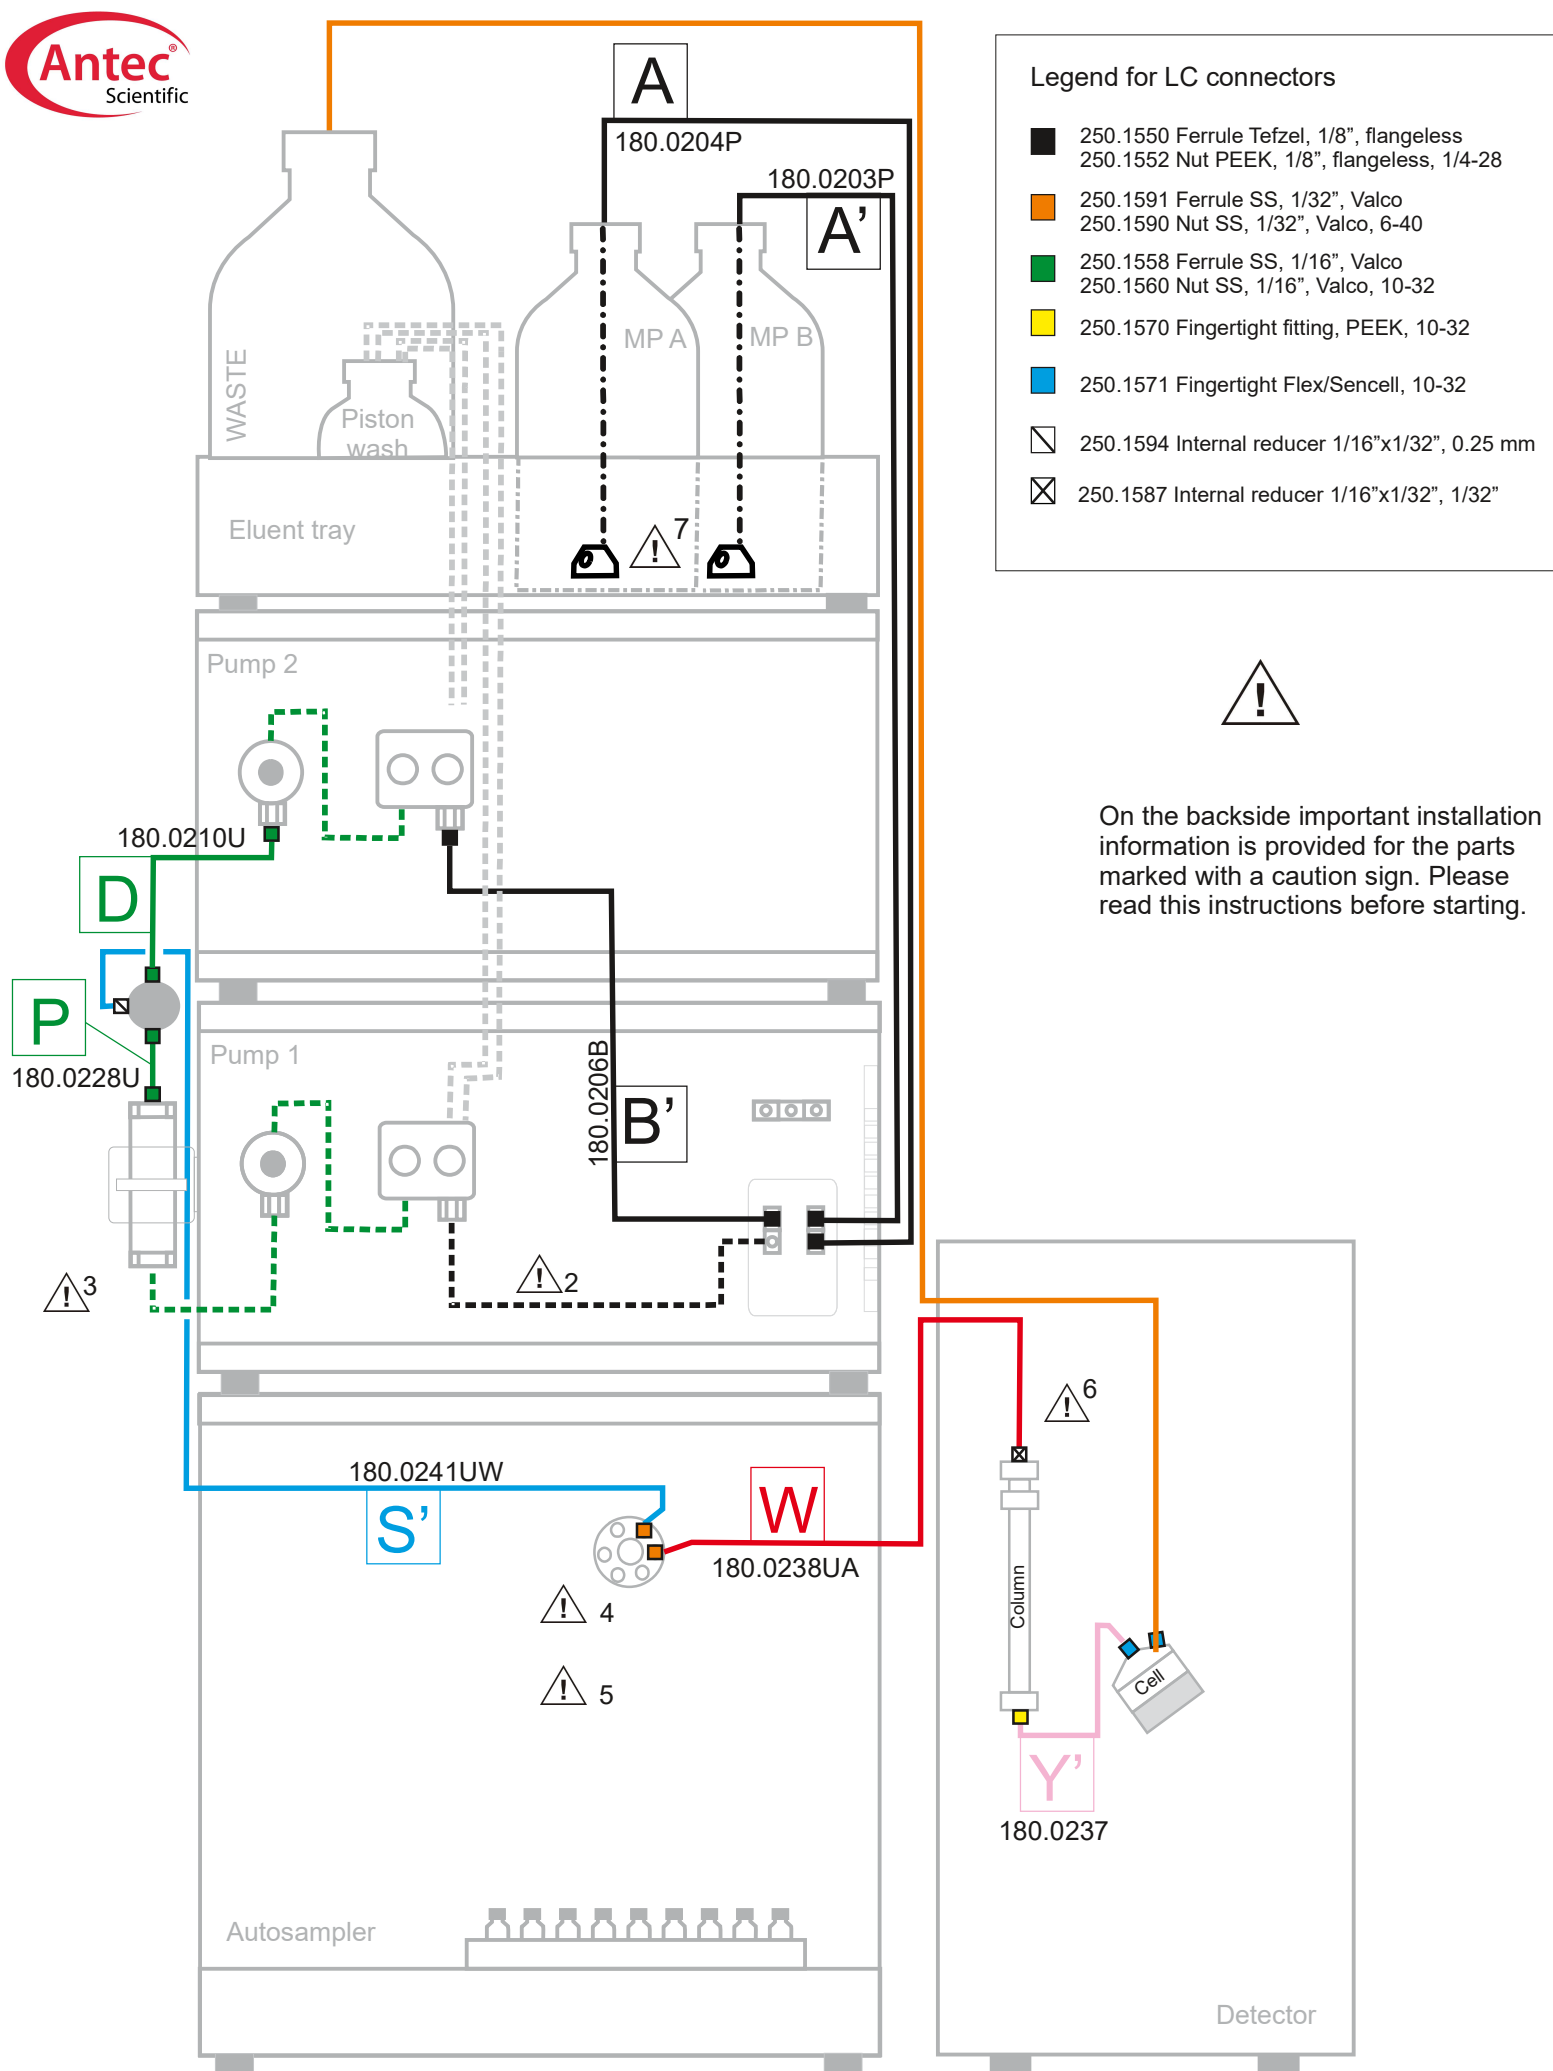 Antec®
Scientific
A
180.0204P
180.0203P
A’
Legend for LC connectors
250.1550 Ferrule Tefzel, 1/8”, flangeless
250.1552 Nut PEEK, 1/8”, flangeless, 1/4-28
250.1591 Ferrule SS, 1/32”, Valco
250.1590 Nut SS, 1/32”, Valco, 6-40
250.1558 Ferrule SS, 1/16”, Valco
250.1560 Nut SS, 1/16”, Valco, 10-32
250.1570 Fingertight fitting, PEEK, 10-32
250.1571 Fingertight Flex/Sencell, 10-32
250.1594 Internal reducer 1/16”x1/32”, 0.25 mm
250.1587 Internal reducer 1/16”x1/32”, 1/32”
WASTE
Piston
wash
MP A
MP B
Eluent tray
! 7
Pump 2
!
On the backside important installation
information is provided for the parts
marked with a caution sign. Please
read this instructions before starting.
180.0210U
D
P
180.0228U
Pump 1
180.0206B
B’
! 3
! 2
! 6
180.0241UW
S’
W
180.0238UA
! 4
! 5
Column
Cell
Y’
180.0237
Autosampler
Detector